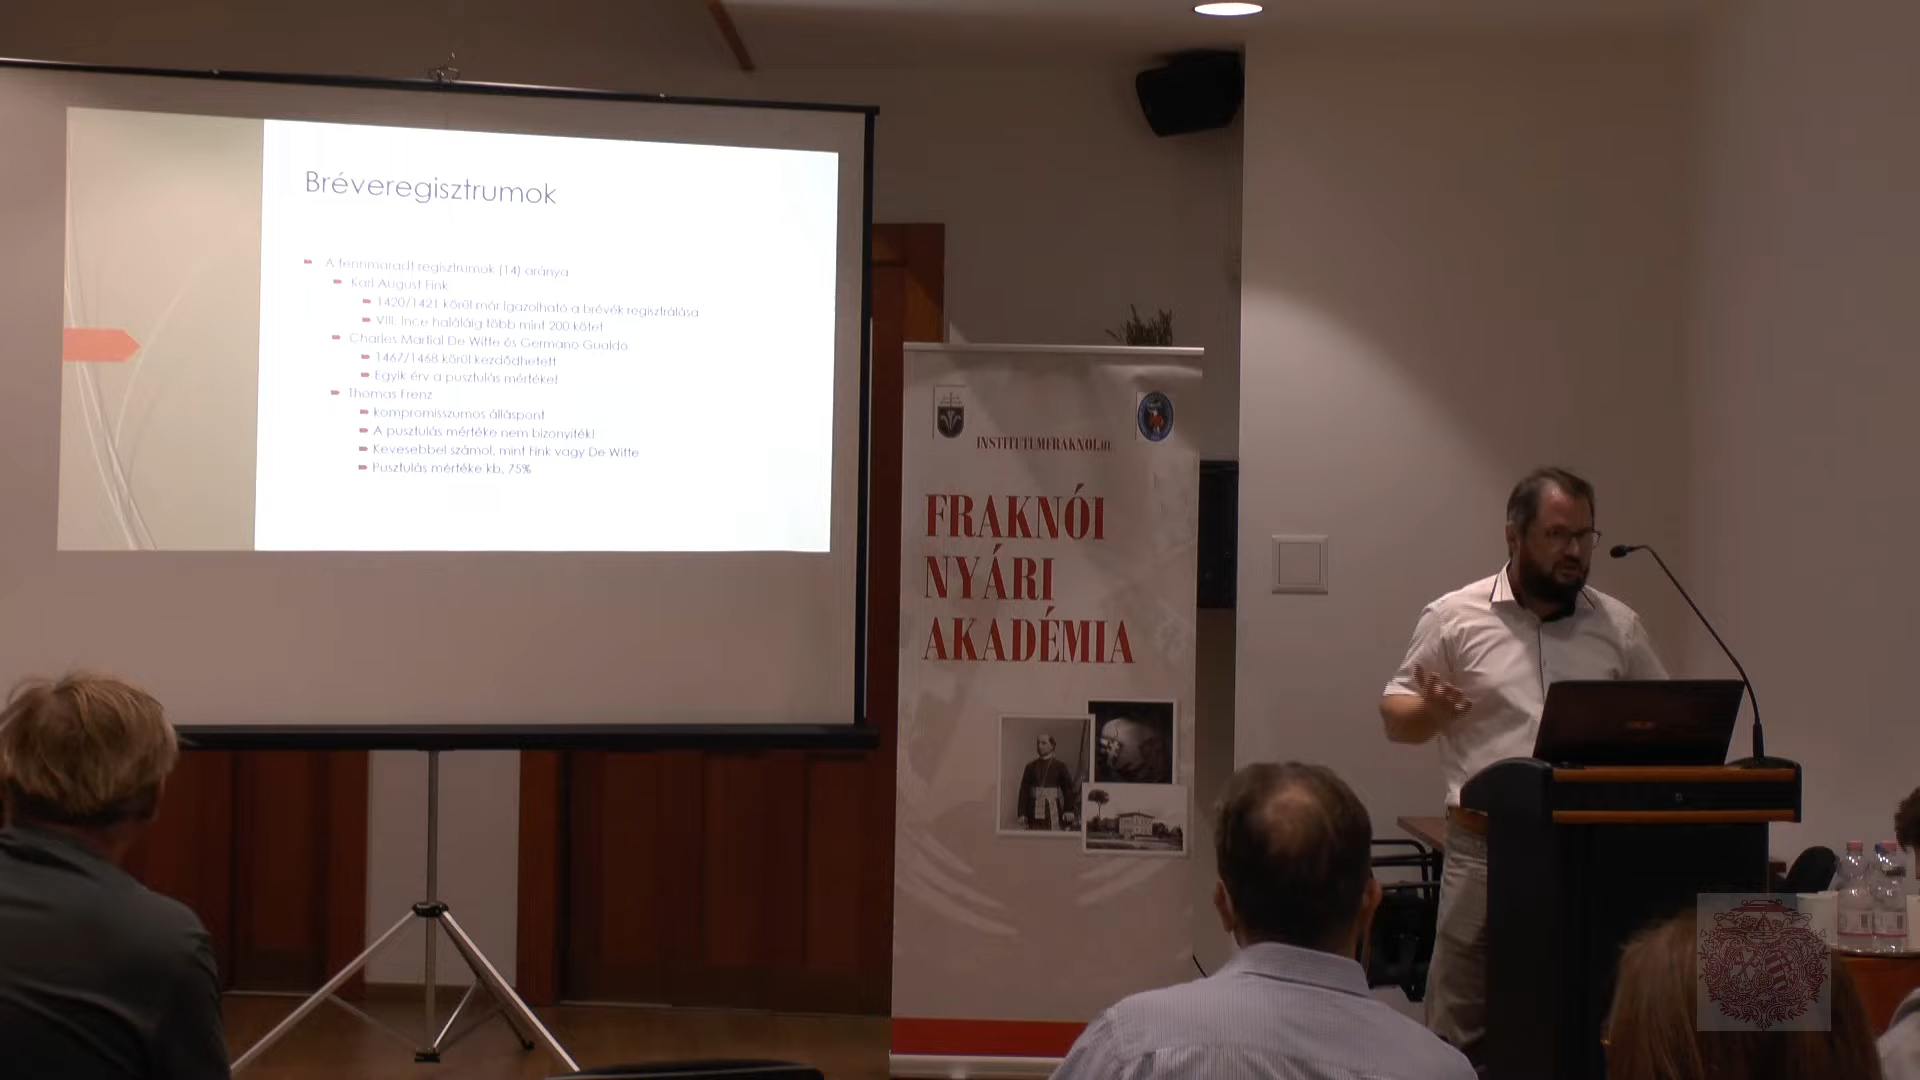 Bréveregisztrumok
A fennmaradt regisztrumok (14) aránya
Karl August Fink
1420/1421 körül már igazolható a brévék regisztrálása
VIII. Ince haláláig több mint 200 kötet
Charles Martial De Witte és Germano Gualdo
1467/1468 körül kezdődhetett
Egyik érv a pusztulás mértéke!
Thomas Frenz
kompromisszumos álláspont
A pusztulás mértéke nem bizonyíték!
Kevesebbel számol, mint Fink vagy De Witte
Pusztulás mértéke kb. 75%
INSTITUTUMFRAKNOI.HU
FRAKNÓI
NYÁRI
AKADÉMIA